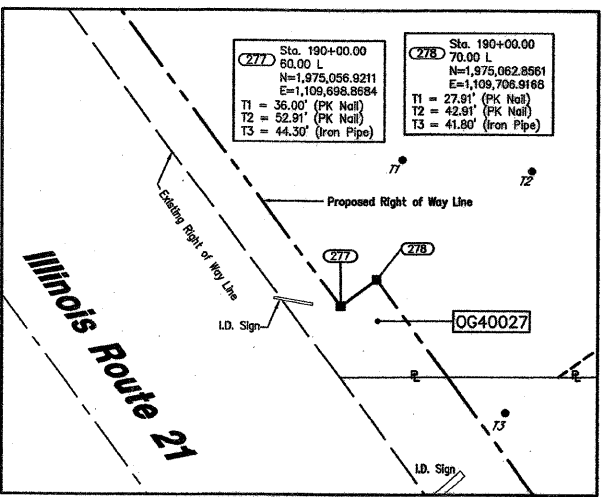 277
Sta. 190+00.00
60.00 L
N=1,975,056.9211
E=1,109,698.8684
T1 = 36.00' (PK Nail)
T2 = 52.91' (PK Nail)
T3 = 44.30' (Iron Pipe)
278
Sta. 190+00.00
70.00 L
N=1,975,062.8561
E=1,109,706.9168
T1 = 27.91' (PK Nail)
T2 = 42.91' (PK Nail)
T3 = 41.80' (Iron Pipe)
T1
T2
Existing Right of Way Line
Proposed Right of Way Line
277
278
Illinois Route 21
I.D. Sign
OG40027
PL
PL
T3
I.D. Sign